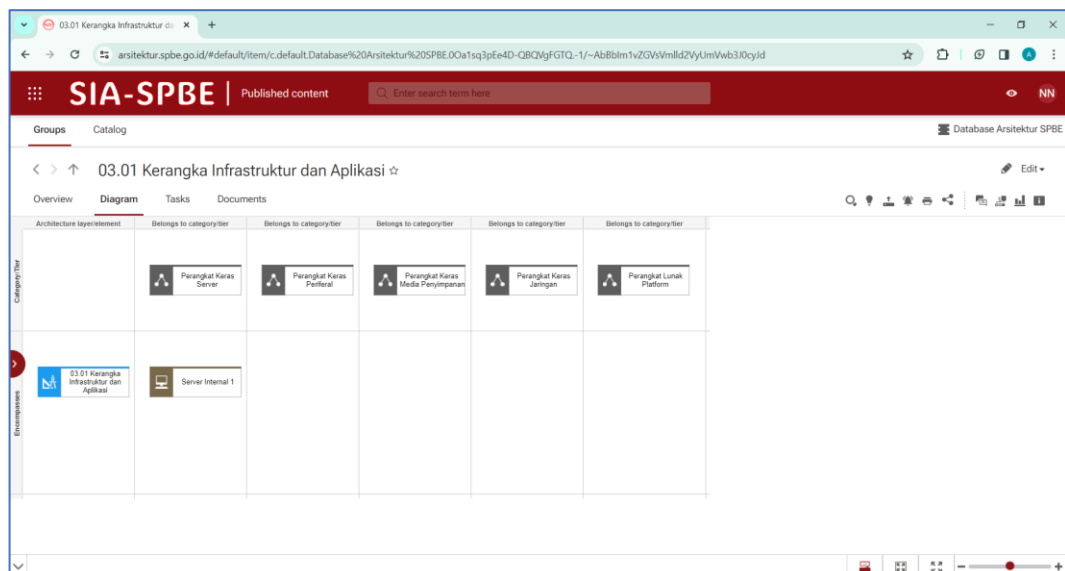 03.01 Kerangka Infrastruktur da
arsitektur.spbe.go.id/#default/item/c.default.Database%20Arsitektur%20SPBE.0Oa1sq3pEe4D-QBQVgFGTQ.-1/~AbBbIm1vZGVsVmlld2VyUmVwb3J0cyJd
A
SIA-SPBE | Published content
Enter search term here
NN
Groups Catalog
Database Arsitektur SPBE
03.01 Kerangka Infrastruktur dan Aplikasi
Edit
Overview Diagram Tasks Documents
Architecture layer/element Belongs to category/tier Belongs to category/tier Belongs to category/tier Belongs to category/tier Belongs to category/tier
Category/Tier
Perangkat Keras
Server
Perangkat Keras
Periferal
Perangkat Keras
Media Penyimpanan
Perangkat Keras
Jaringan
Perangkat Lunak
Platform
Encompasses
03.01 Kerangka
Infrastruktur dan
Aplikasi
Server Internal 1